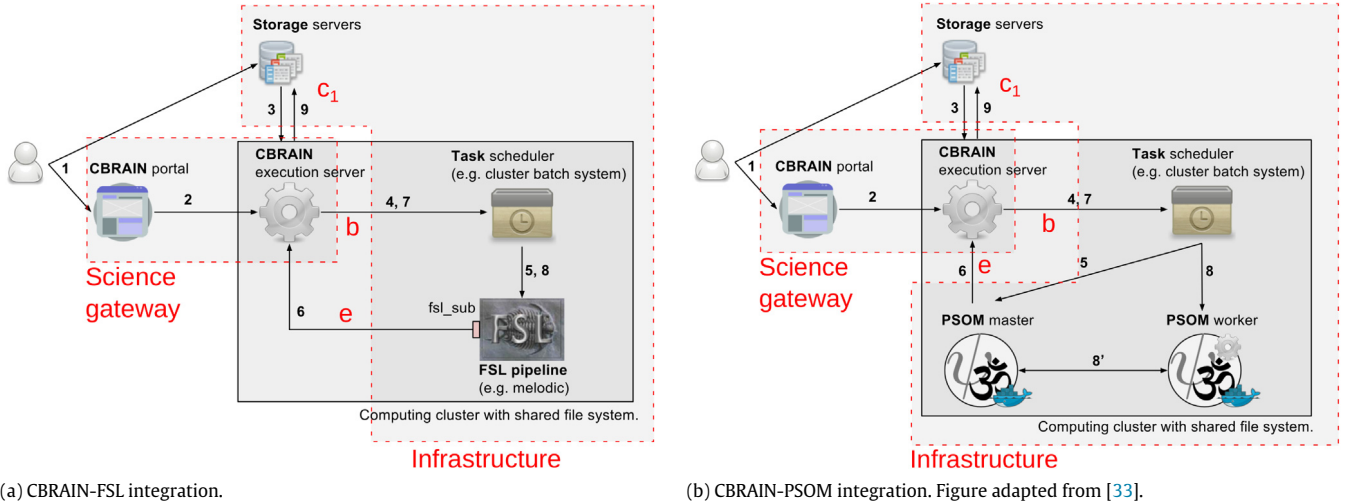 Storage servers
c1
3
9
1
CBRAIN portal
CBRAIN
execution server
Task scheduler
(e.g. cluster batch system)
2
4, 7
b
Science
gateway
5, 8
6
e
fsl_sub
FSL
FSL pipeline
(e.g. melodic)
Computing cluster with shared file system.
Infrastructure
(a) CBRAIN-FSL integration.
Storage servers
c1
3
9
1
CBRAIN portal
CBRAIN
execution server
Task scheduler
(e.g. cluster batch system)
2
4, 7
b
Science
gateway
6
e
5
8
PSOM master
PSOM worker
ψ ॐ
8'
ψ ॐ
Computing cluster with shared file system.
Infrastructure
(b) CBRAIN-PSOM integration. Figure adapted from [33].